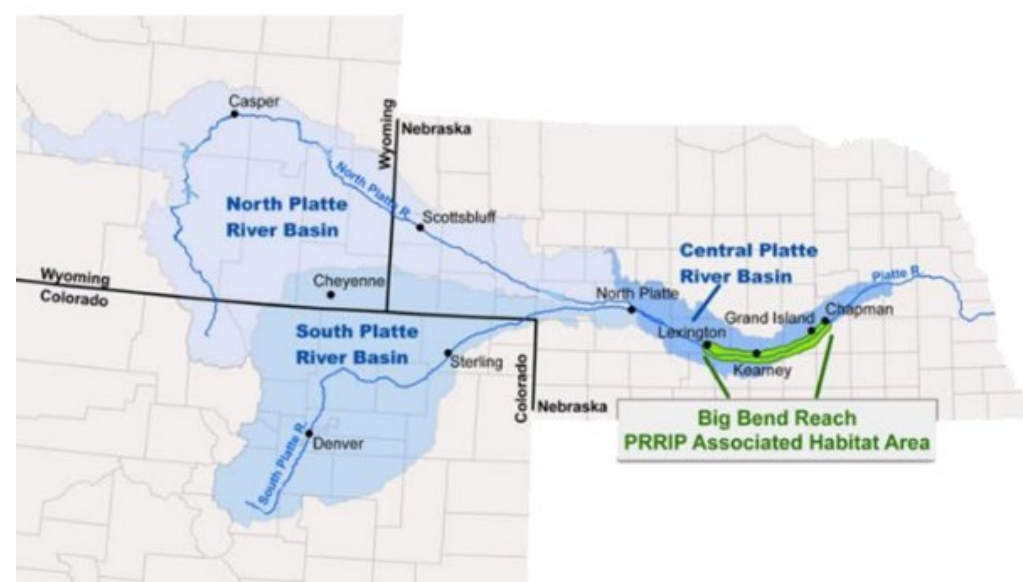 Casper
Wyoming
Nebraska
North Platte R.
North Platte
River Basin
Scottsbluff
Central Platte
River Basin
Platte R.
Wyoming
Colorado
Cheyenne
North Platte
Grand Island
Chapman
South Platte
River Basin
Lexington
Sterling
Kearney
Colorado
Nebraska
Big Bend Reach
PRRIP Associated Habitat Area
Denver
South Platte R.